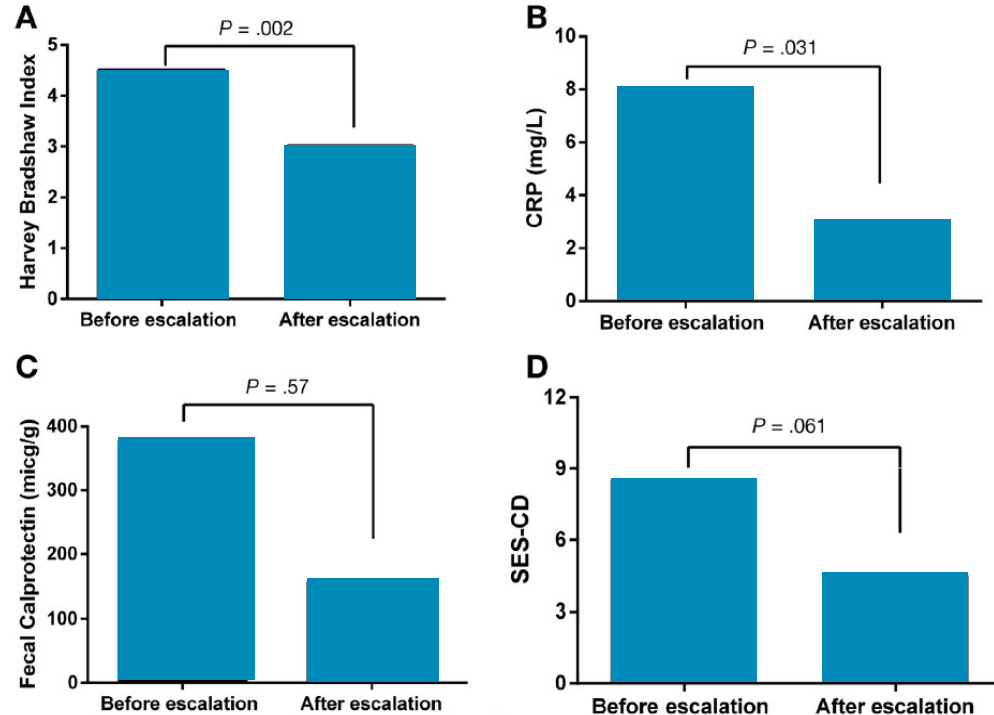 A
P = .002
Harvey Bradshaw Index
5
4
3
2
1
0
Before escalation After escalation
B
P = .031
CRP (mg/L)
10
8
6
4
2
0
Before escalation After escalation
C
P = .57
Fecal Calprotectin (micg/g)
400
300
200
100
0
Before escalation After escalation
D
P = .061
SES-CD
12
9
6
3
0
Before escalation After escalation